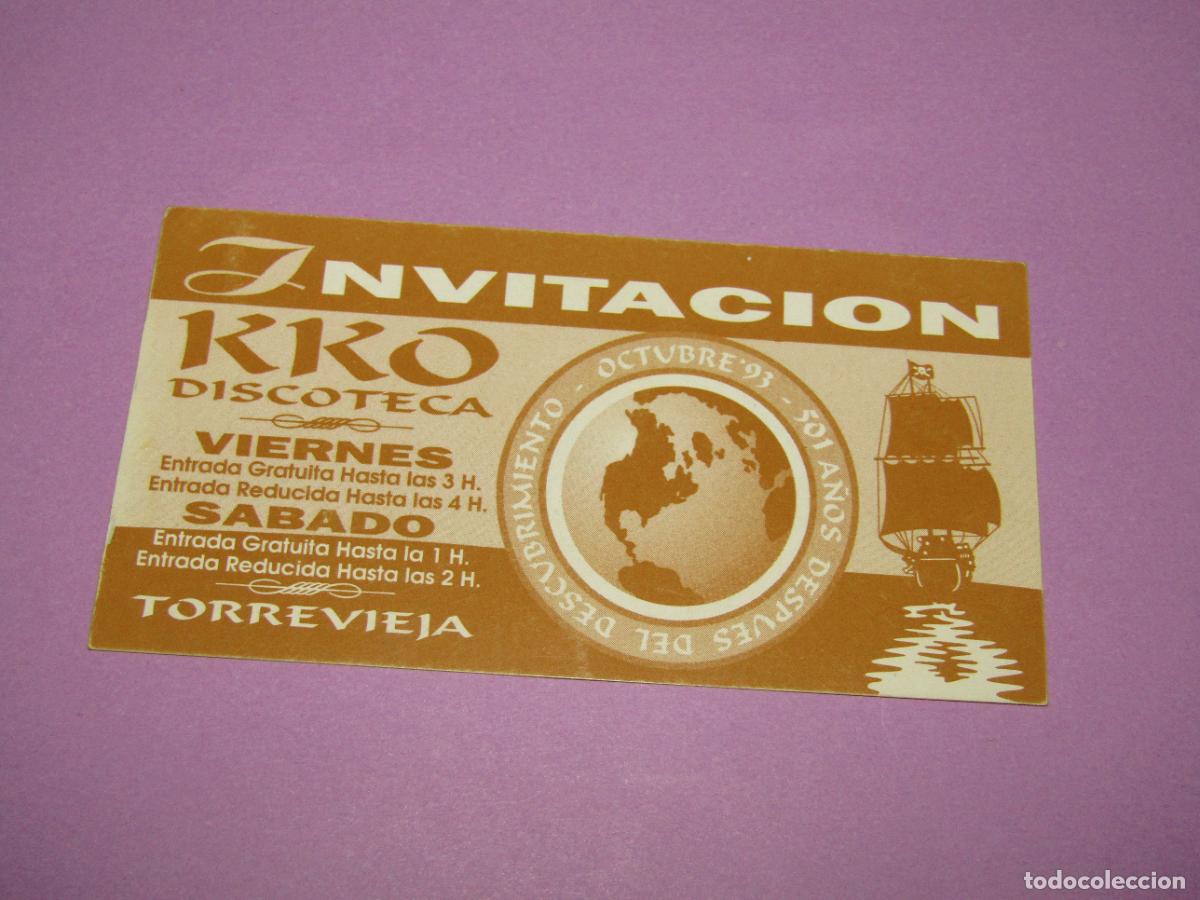 INVITACION
KKO
DISCOTECA
VIERNES
Entrada Gratuita Hasta las 3 H.
Entrada Reducida Hasta las 4 H.
SABADO
Entrada Gratuita Hasta la 1 H.
Entrada Reducida Hasta las 2 H.
TORREVIEJA
OCTUBRE'93 - 501 AÑOS DESPUES DEL DESCUBRIMIENTO -
todocoleccion